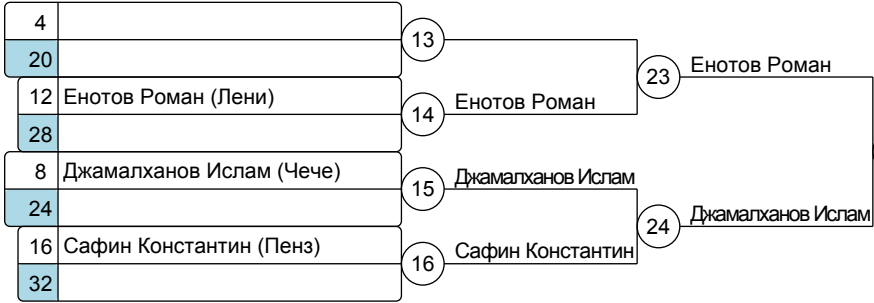 4
20
13
12 Енотов Роман (Лени)
28
14
Енотов Роман
23
Енотов Роман
8 Джамалханов Ислам (Чече)
24
15
Джамалханов Ислам
16 Сафин Константин (Пенз)
32
16
Сафин Константин
24
Джамалханов Ислам